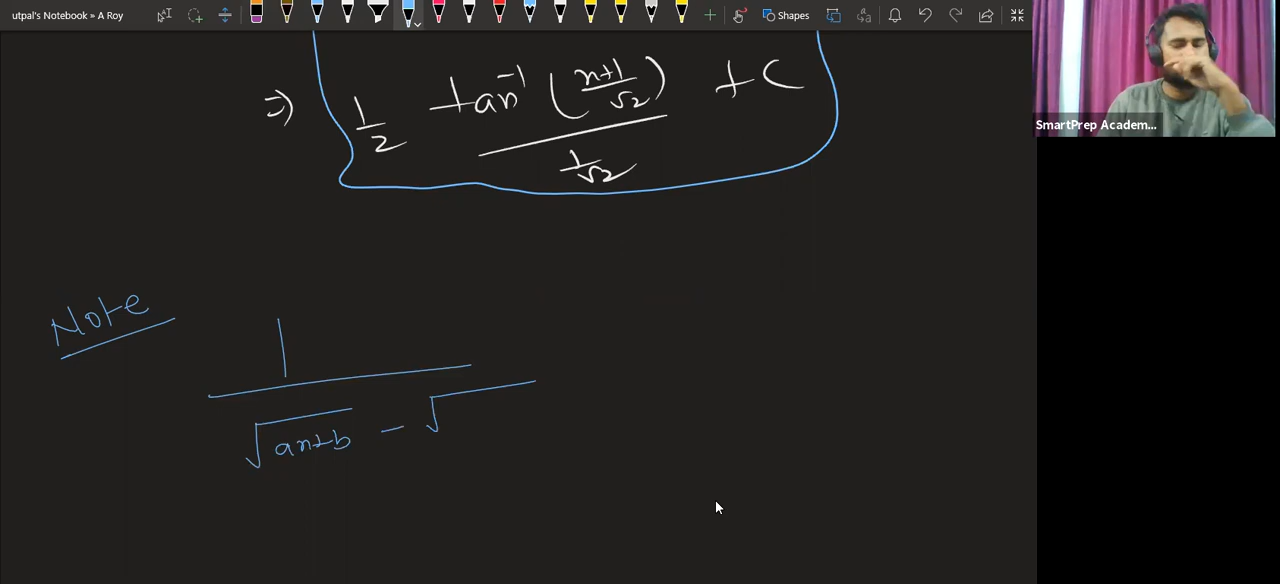 utpal's Notebook » A Roy
Shapes
SmartPrep Academ...
=> 1/2 tan⁻¹((x+1)/√2) / (1/√2) + C
Note
1 / (√(ax+b) - √